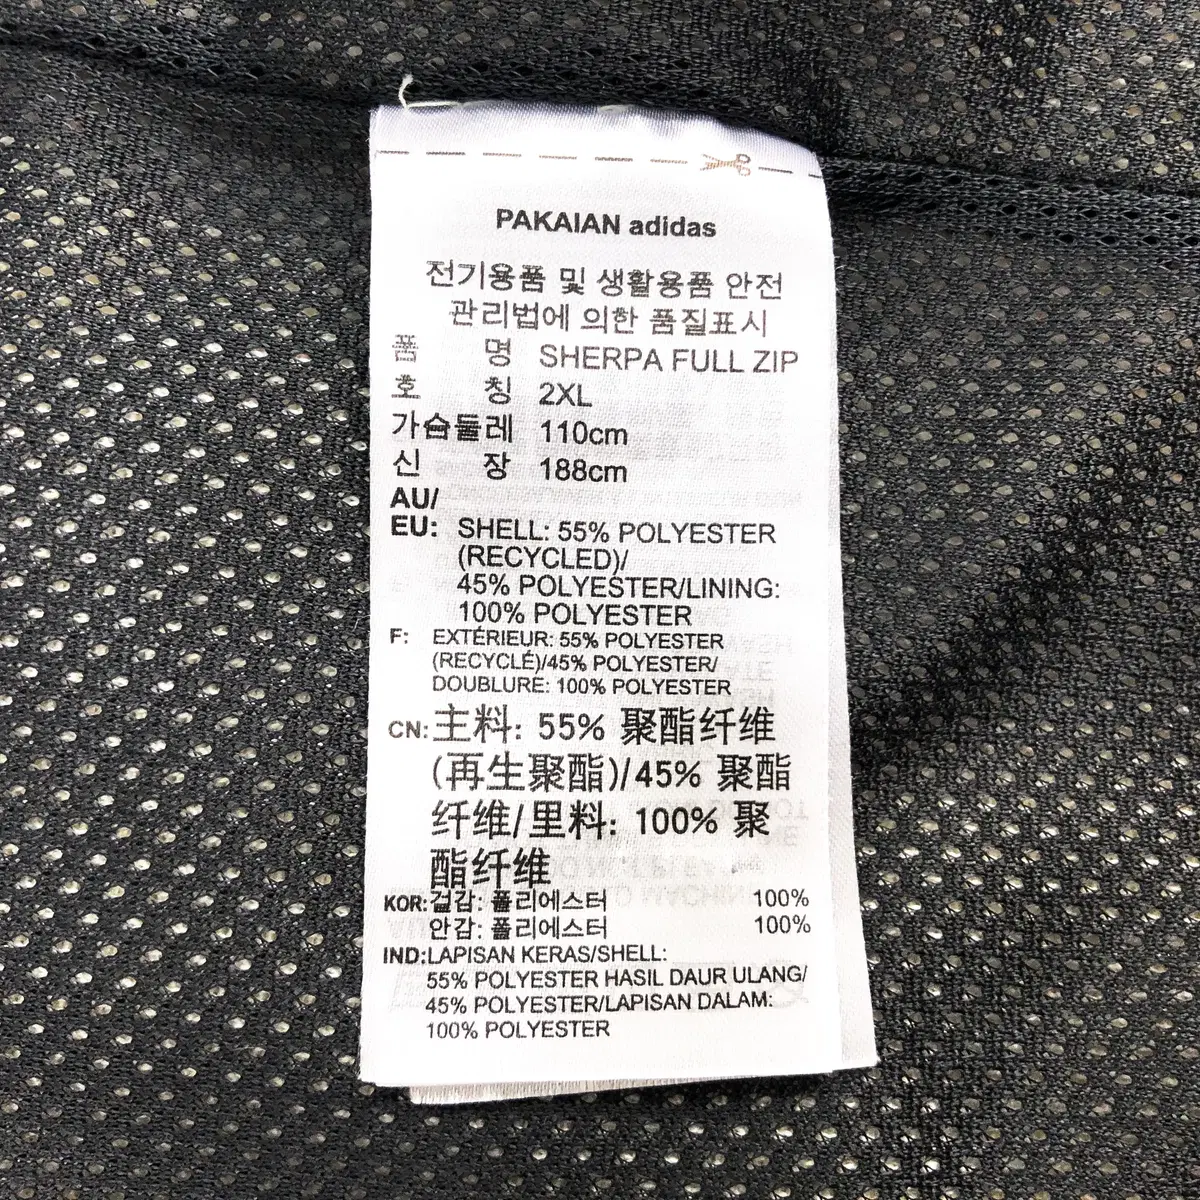 PAKAIAN adidas
전기용품 및 생활용품 안전
관리법에 의한 품질표시
품 명 SHERPA FULL ZIP
호 칭 2XL
가슴둘레 110cm
신 장 188cm
AU/
EU: SHELL: 55% POLYESTER
(RECYCLED)/
45% POLYESTER/LINING:
100% POLYESTER
F: EXTÉRIEUR: 55% POLYESTER
(RECYCLÉ)/45% POLYESTER/
DOUBLURE: 100% POLYESTER
CN: 主料: 55% 聚酯纤维
(再生聚酯)/45% 聚酯
纤维/里料: 100% 聚
酯纤维
KOR: 겉감: 폴리에스터 100%
안감: 폴리에스터 100%
IND: LAPISAN KERAS/SHELL:
55% POLYESTER HASIL DAUR ULANG/
45% POLYESTER/LAPISAN DALAM:
100% POLYESTER